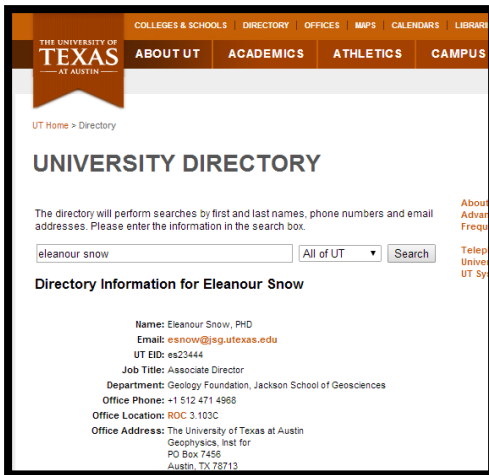 COLLEGES & SCHOOLS | DIRECTORY | OFFICES | MAPS | CALENDARS
THE UNIVERSITY OF
TEXAS
AT AUSTIN
ABOUT UT
ACADEMICS
ATHLETICS
CAMPUS
UT Home > Directory
UNIVERSITY DIRECTORY
The directory will perform searches by first and last names, phone numbers and email
addresses. Please enter the information in the search box.
About
eleanour snow
All of UT
Search
Directory Information for Eleanour Snow
Name: Eleanour Snow, PHD
Email: esnow@jsg.utexas.edu
UT EID: es23444
Job Title: Associate Director
Department: Geology Foundation, Jackson School of Geosciences
Office Phone: +1 512 471 4968
Office Location: ROC 3.103C
Office Address: The University of Texas at Austin
Geophysics, Inst for
PO Box 7456
Austin, TX 78713